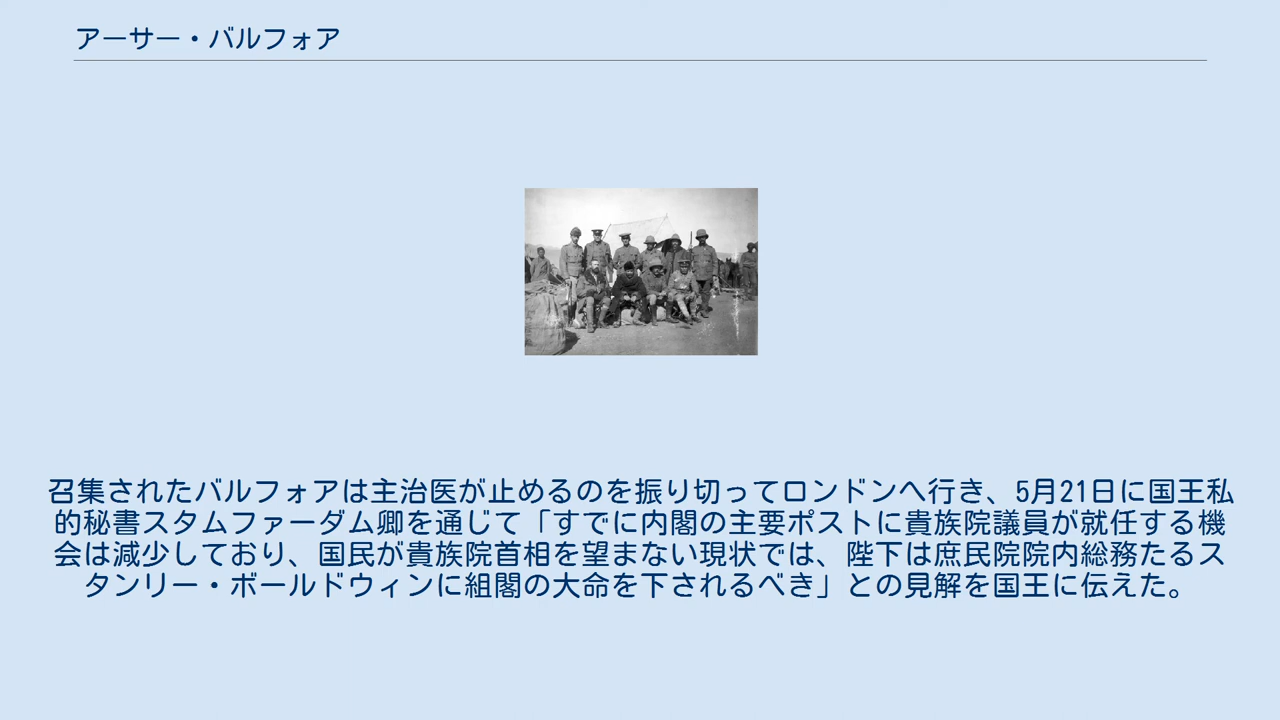 アーサー・バルフォア
召集されたバルフォアは主治医が止めるのを振り切ってロンドンへ行き、5月21日に国王私
的秘書スタムファーダム卿を通じて「すでに内閣の主要ポストに貴族院議員が就任する機
会は減少しており、国民が貴族院首相を望まない現状では、陛下は庶民院院内総務たるス
タンリー・ボールドウィンに組閣の大命を下されるべき」との見解を国王に伝えた。